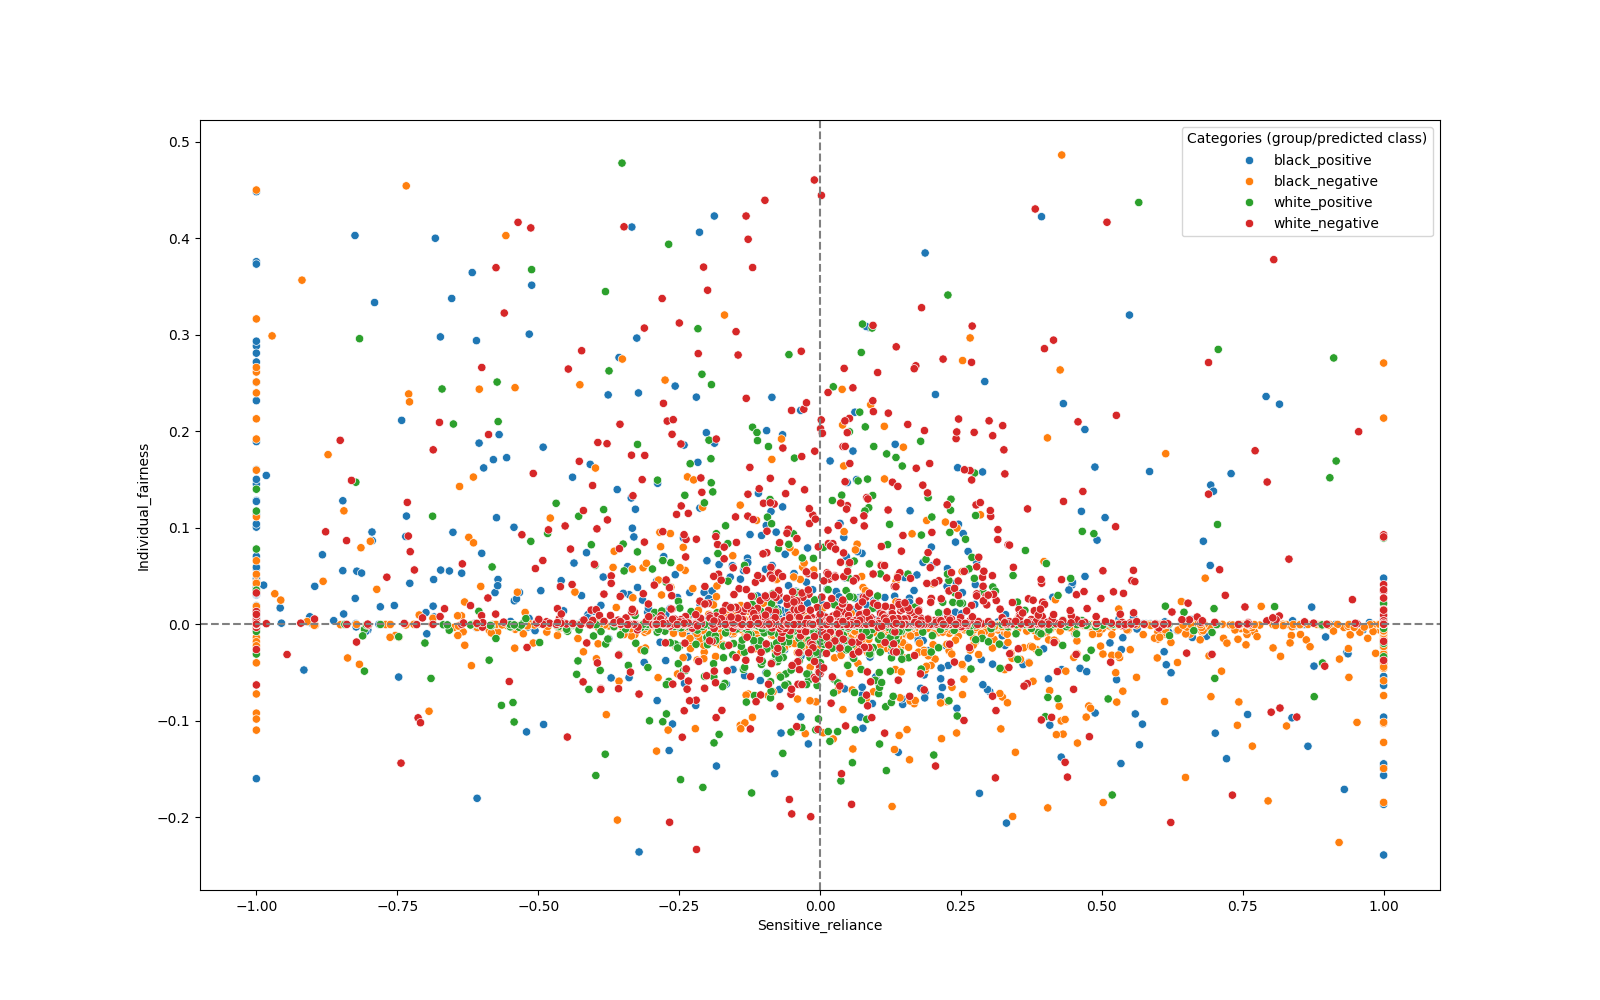 Categories (group/predicted class)
black_positive
black_negative
white_positive
white_negative
0.5
0.4
0.3
0.2
0.1
0.0
−0.1
−0.2
Individual_fairness
−1.00 −0.75 −0.50 −0.25 0.00 0.25 0.50 0.75 1.00
Sensitive_reliance